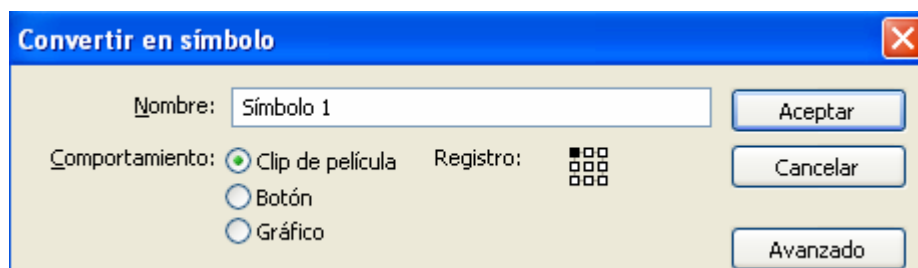 Convertir en símbolo
Nombre: Símbolo 1 Aceptar
Comportamiento: Clip de película Registro: Cancelar
Botón
Gráfico
Avanzado